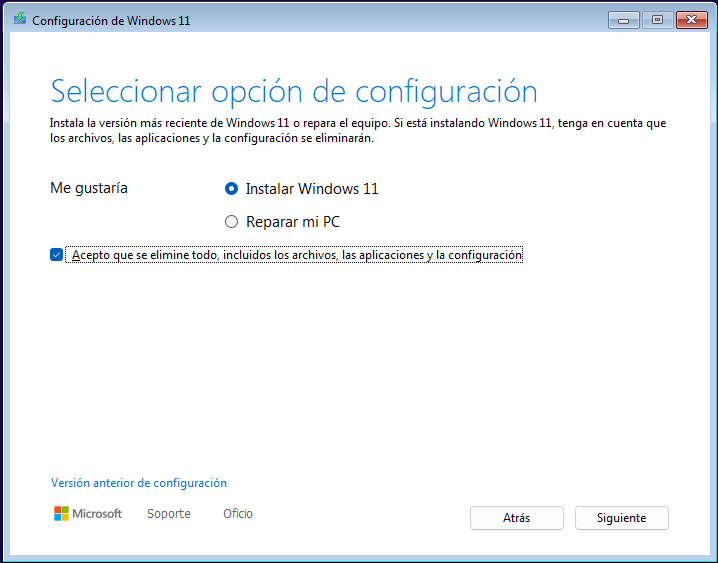 Configuración de Windows 11
Seleccionar opción de configuración
Instala la versión más reciente de Windows 11 o repara el equipo. Si está instalando Windows 11, tenga en cuenta que
los archivos, las aplicaciones y la configuración se eliminarán.
Me gustaría
Instalar Windows 11
Reparar mi PC
Acepto que se elimine todo, incluidos los archivos, las aplicaciones y la configuración
Versión anterior de configuración
Microsoft Soporte Oficio
Atrás Siguiente